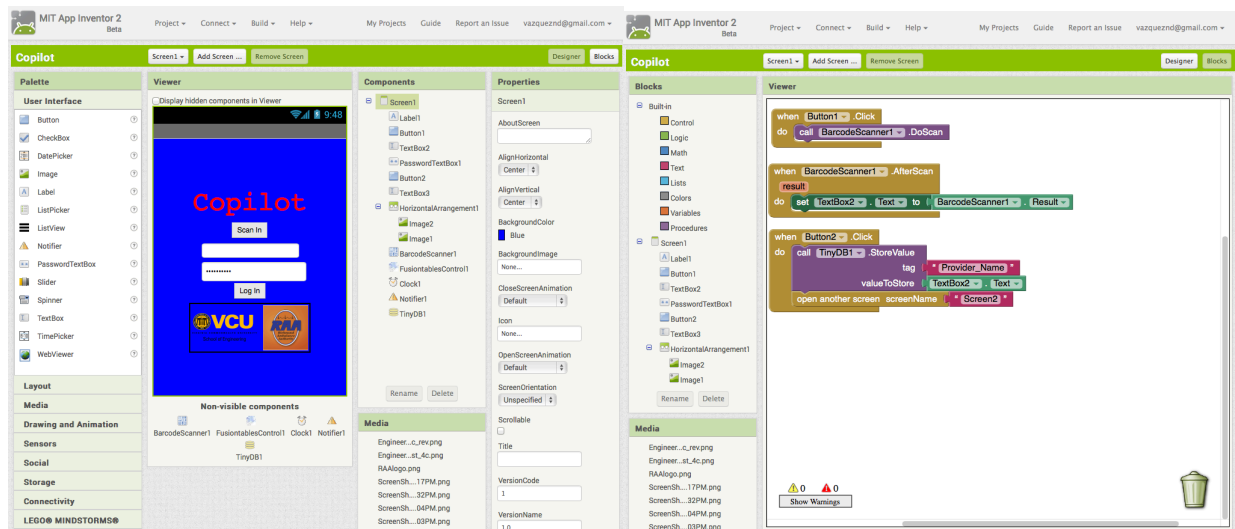 MIT App Inventor 2
Beta
Project Connect Build Help
My Projects Guide Report an Issue vazqueznd@gmail.com
Copilot
Screen1 Add Screen ... Remove Screen
Designer Blocks
Palette
User Interface
Button
CheckBox
DatePicker
Image
Label
ListPicker
ListView
Notifier
PasswordTextBox
Slider
Spinner
TextBox
TimePicker
WebViewer
Layout
Media
Drawing and Animation
Sensors
Social
Storage
Connectivity
LEGO® MINDSTORMS®
Viewer
Display hidden components in Viewer
9:48
Copilot
Scan In
Log In
VCU
RAA
Non-visible components
BarcodeScanner1 FusiontablesControl1 Clock1 Notifier1
TinyDB1
Components
Screen1
Label1
Button1
TextBox2
PasswordTextBox1
Button2
TextBox3
HorizontalArrangement1
Image2
Image1
BarcodeScanner1
FusiontablesControl1
Clock1
Notifier1
TinyDB1
Rename Delete
Media
Engineer...c_rev.png
Engineer...st_4c.png
RAAlogo.png
ScreenSh....17PM.png
ScreenSh....32PM.png
ScreenSh....04PM.png
ScreenSh....03PM.png
Properties
Screen1
AboutScreen
AlignHorizontal
Center
AlignVertical
Center
BackgroundColor
Blue
BackgroundImage
None...
CloseScreenAnimation
Default
Icon
None...
OpenScreenAnimation
Default
ScreenOrientation
Unspecified
Scrollable
Title
VersionCode
1
VersionName
1.0
MIT App Inventor 2
Beta
Project Connect Build Help
My Projects Guide Report an Issue vazqueznd@gmail.com
Copilot
Screen1 Add Screen ... Remove Screen
Designer Blocks
Blocks
Built-in
Control
Logic
Math
Text
Lists
Colors
Variables
Procedures
Screen1
Label1
Button1
TextBox2
PasswordTextBox1
Button2
TextBox3
HorizontalArrangement1
Image2
Image1
Rename Delete
Media
Engineer...c_rev.png
Engineer...st_4c.png
RAAlogo.png
ScreenSh....17PM.png
ScreenSh....32PM.png
ScreenSh....04PM.png
ScreenSh....03PM.png
Viewer
when Button1 .Click
do call BarcodeScanner1 .DoScan
when BarcodeScanner1 .AfterScan
result
do set TextBox2 . Text to BarcodeScanner1 . Result
when Button2 .Click
do call TinyDB1 .StoreValue
tag " Provider_Name "
valueToStore TextBox2 . Text
open another screen screenName " Screen2 "
0 0
Show Warnings